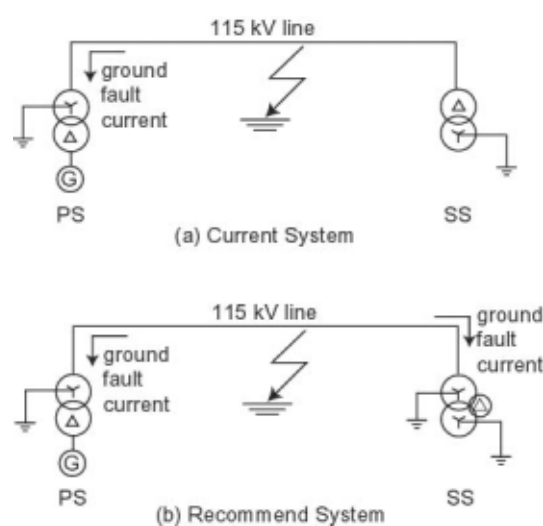 115 kV line
ground
fault
current
Y
Δ
Δ
Y
G
PS
SS
(a) Current System
115 kV line
ground
fault
current
ground
fault
current
Y
Δ
Y
Δ
Y
G
PS
SS
(b) Recommend System